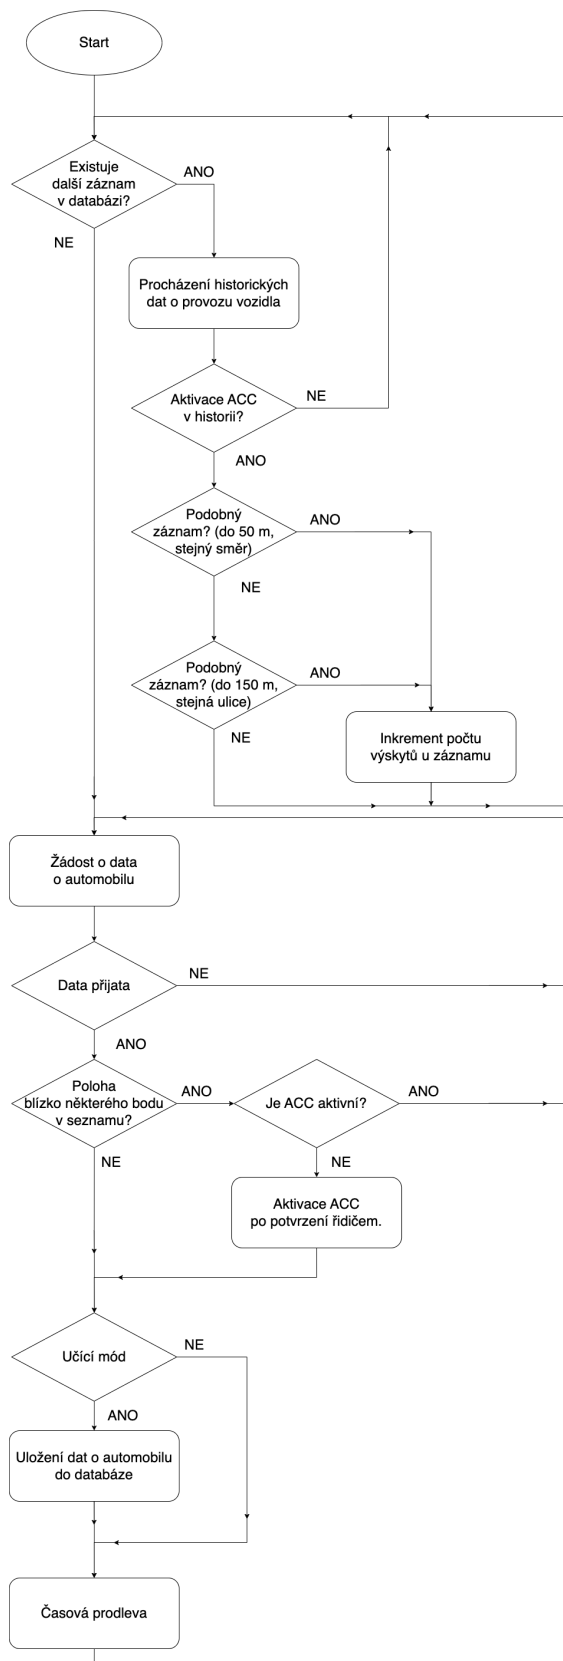 Start
Existuje
další záznam
v databázi?
ANO
NE
Procházení historických
dat o provozu vozidla
Aktivace ACC
v historii?
NE
ANO
Podobný
záznam? (do 50 m,
stejný směr)
ANO
NE
Podobný
záznam? (do 150 m,
stejná ulice)
ANO
NE
Inkrement počtu
výskytů u záznamu
Žádost o data
o automobilu
Data přijata
NE
ANO
Poloha
blízko některého bodu
v seznamu?
ANO
Je ACC aktivní?
ANO
NE
NE
Aktivace ACC
po potvrzení řidičem.
Učící mód
NE
ANO
Uložení dat o automobilu
do databáze
Časová prodleva